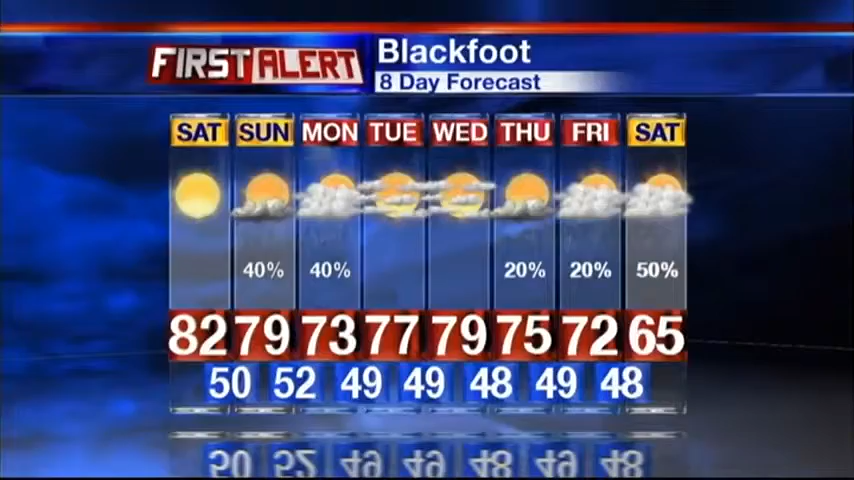 FIRST ALERT
Blackfoot
8 Day Forecast
SAT SUN MON TUE WED THU FRI SAT
40% 40% 20% 20% 50%
82 79 73 77 79 75 72 65
50 52 49 49 48 49 48